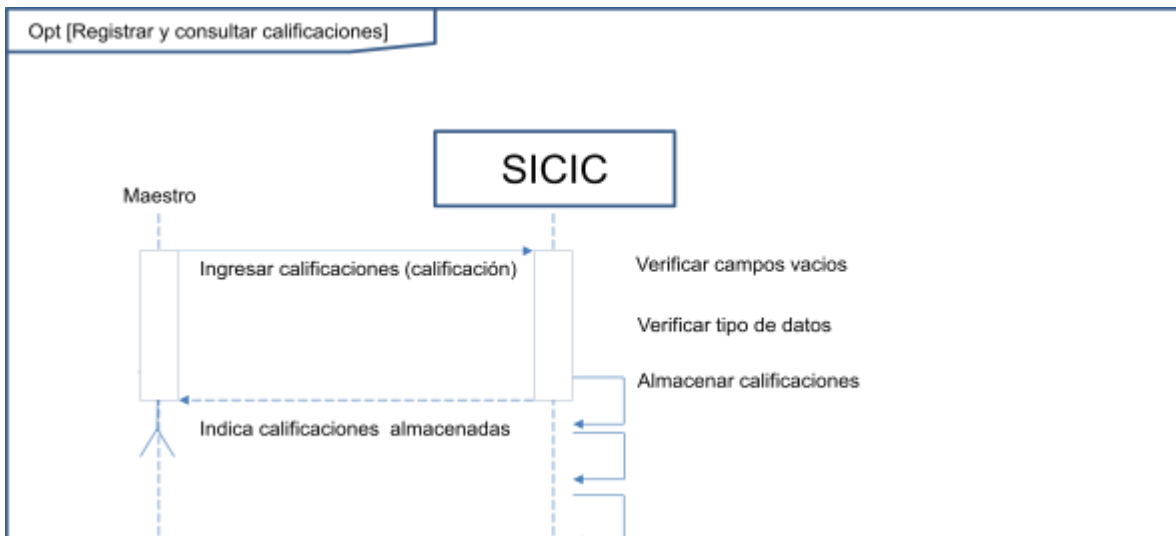 Opt [Registrar y consultar calificaciones]
SICIC
Maestro
Ingresar calificaciones (calificación)
Verificar campos vacios
Verificar tipo de datos
Almacenar calificaciones
Indica calificaciones almacenadas